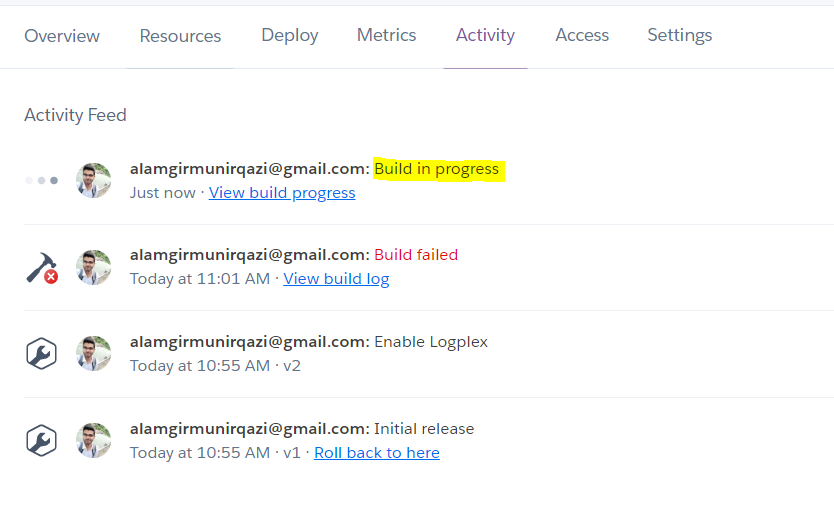 Overview Resources Deploy Metrics Activity Access Settings
Activity Feed
alamgirmunirqazi@gmail.com: Build in progress
Just now · View build progress
alamgirmunirqazi@gmail.com: Build failed
Today at 11:01 AM · View build log
alamgirmunirqazi@gmail.com: Enable Logplex
Today at 10:55 AM · v2
alamgirmunirqazi@gmail.com: Initial release
Today at 10:55 AM · v1 · Roll back to here